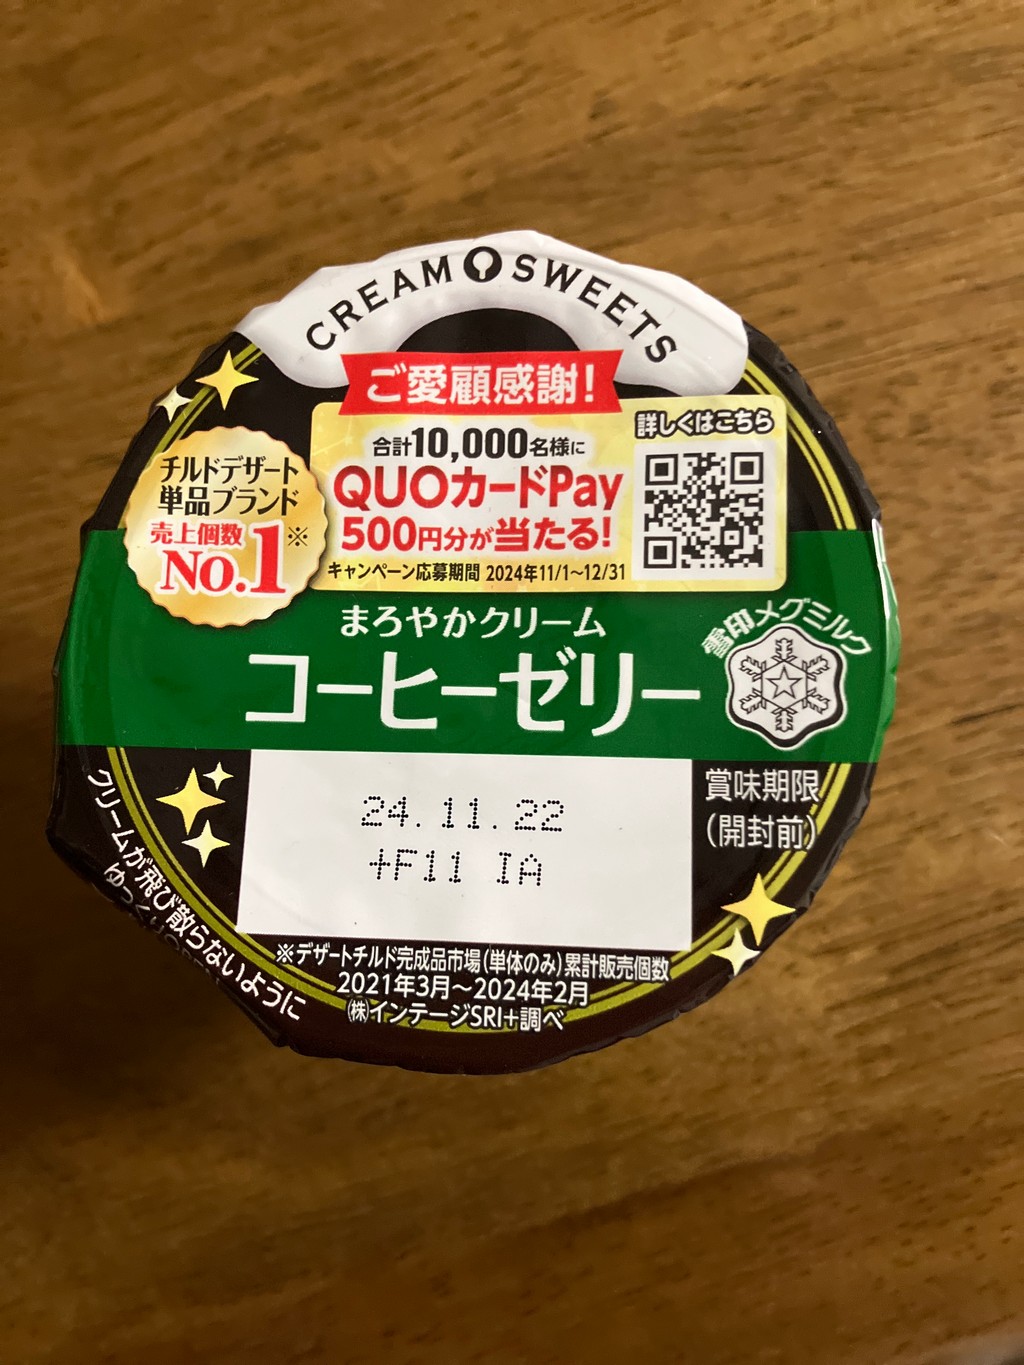 CREAM SWEETS
ご愛顧感謝!
チルドデザート
単品ブランド
売上個数
No.1※
合計10,000名様に
QUOカードPay
500円分が当たる!
キャンペーン応募期間 2024年11/1〜12/31
詳しくはこちら
まろやかクリーム
コーヒーゼリー
雪印メグミルク
24.11.22
+F11 IA
賞味期限
(開封前)
クリームが飛び散らないように
ゆっくり
※デザートチルド完成品市場(単体のみ)累計販売個数
2021年3月〜2024年2月
㈱インテージSRI+調べ